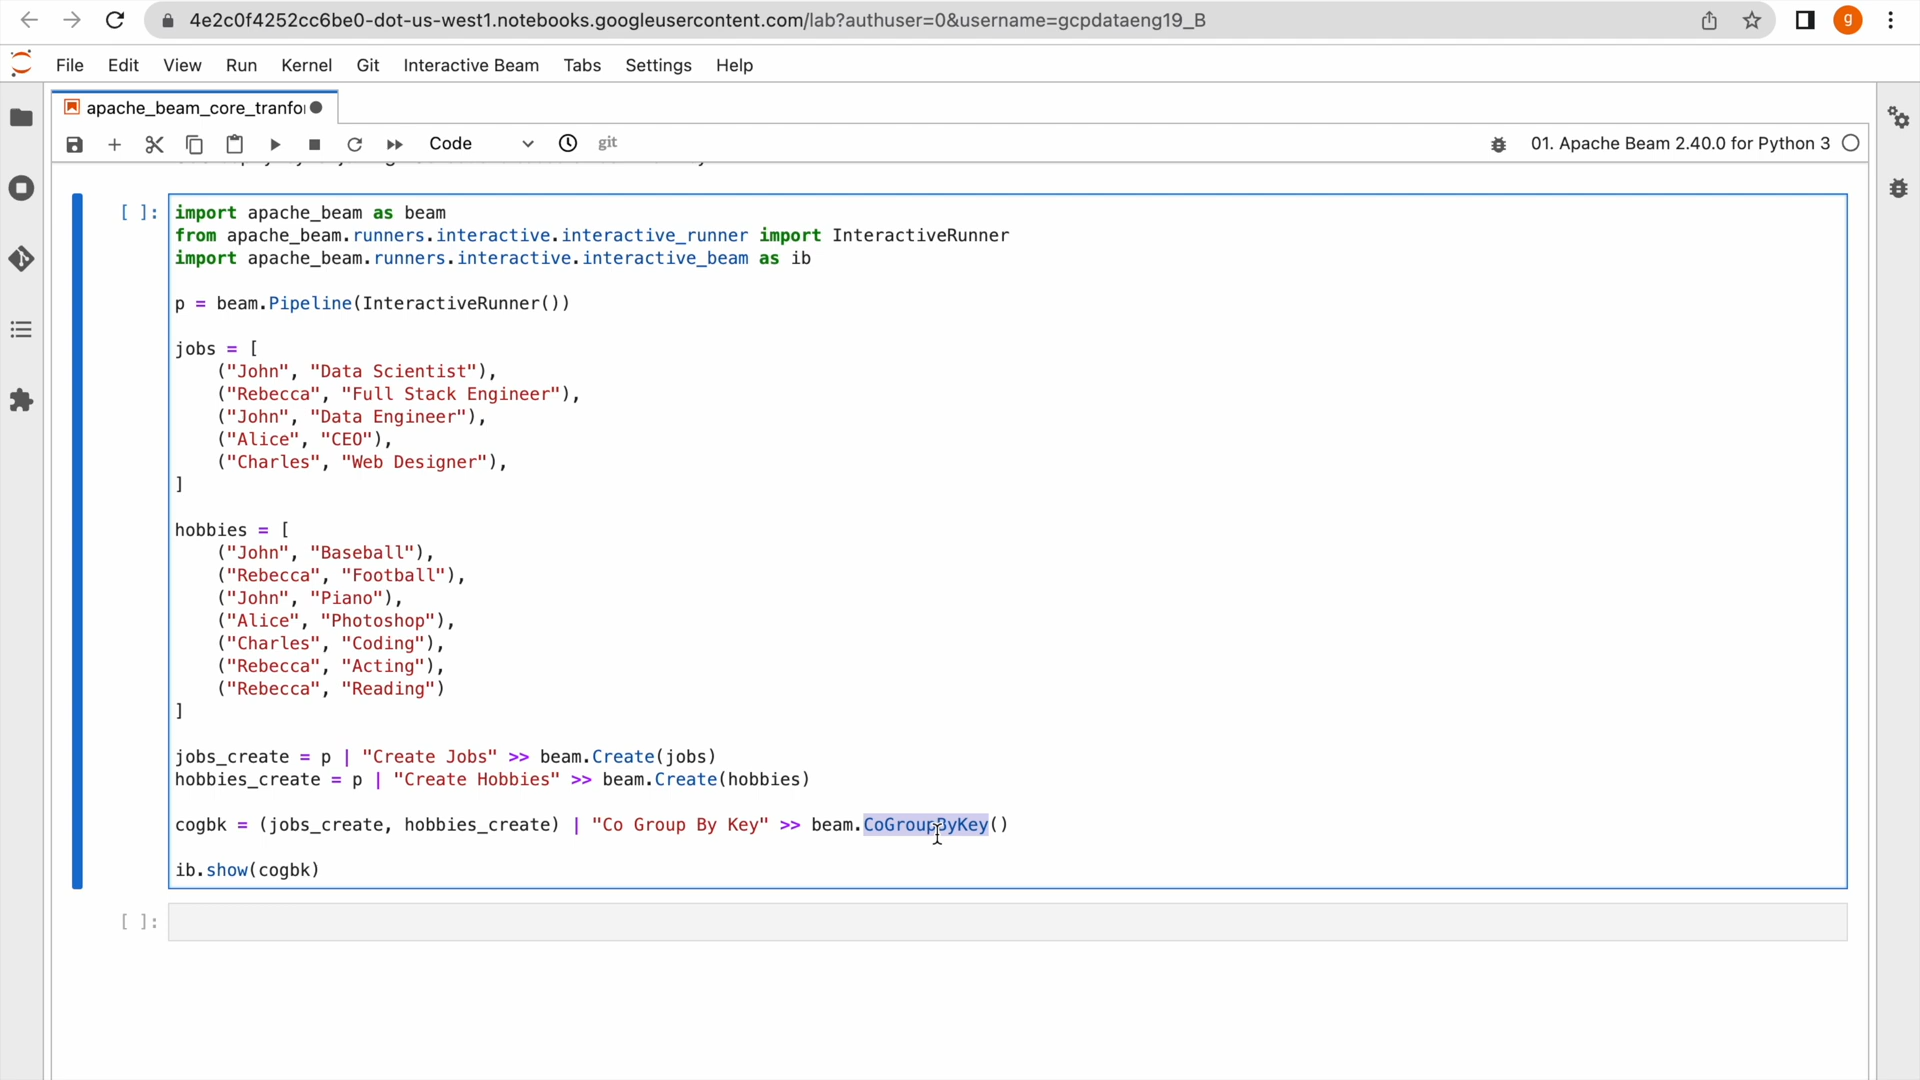 4e2c0f4252cc6be0-dot-us-west1.notebooks.googleusercontent.com/lab?authuser=0&username=gcpdataeng19_B
g
File Edit View Run Kernel Git Interactive Beam Tabs Settings Help
apache_beam_core_tranfo
Code git 01. Apache Beam 2.40.0 for Python 3
[ ]:
import apache_beam as beam
from apache_beam.runners.interactive.interactive_runner import InteractiveRunner
import apache_beam.runners.interactive.interactive_beam as ib
p = beam.Pipeline(InteractiveRunner())
jobs = [
    ("John", "Data Scientist"),
    ("Rebecca", "Full Stack Engineer"),
    ("John", "Data Engineer"),
    ("Alice", "CEO"),
    ("Charles", "Web Designer"),
]
hobbies = [
    ("John", "Baseball"),
    ("Rebecca", "Football"),
    ("John", "Piano"),
    ("Alice", "Photoshop"),
    ("Charles", "Coding"),
    ("Rebecca", "Acting"),
    ("Rebecca", "Reading")
]
jobs_create = p | "Create Jobs" >> beam.Create(jobs)
hobbies_create = p | "Create Hobbies" >> beam.Create(hobbies)
cogbk = (jobs_create, hobbies_create) | "Co Group By Key" >> beam.CoGroupByKey()
ib.show(cogbk)
[ ]: